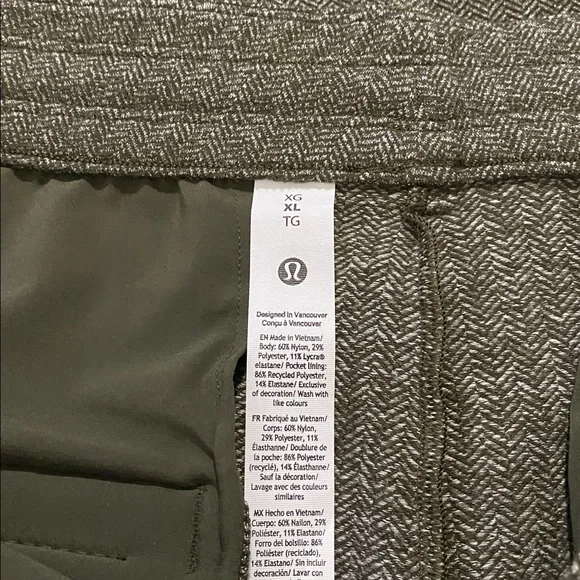 XG
XL
TG
Designed in Vancouver
Conçu à Vancouver
EN Made in Vietnam/
Body: 60% Nylon, 29%
Polyester, 11% Lycra®
elastane/ Pocket lining:
86% Recycled Polyester,
14% Elastane/ Exclusive
of decoration/ Wash with
like colours
FR Fabriqué au Vietnam/
Corps: 60% Nylon,
29% Polyester, 11%
Élasthanne/ Doublure de
la poche: 86% Polyester
(recyclé), 14% Élasthanne/
Sauf la décoration/
Lavage avec des couleurs
similaires
MX Hecho en Vietnam/
Cuerpo: 60% Nailon, 29%
Poliéster, 11% Elastano/
Forro del bolsillo: 86%
Poliéster (reciclado),
14% Elastano/ Sin incluir
decoración/ Lavar con